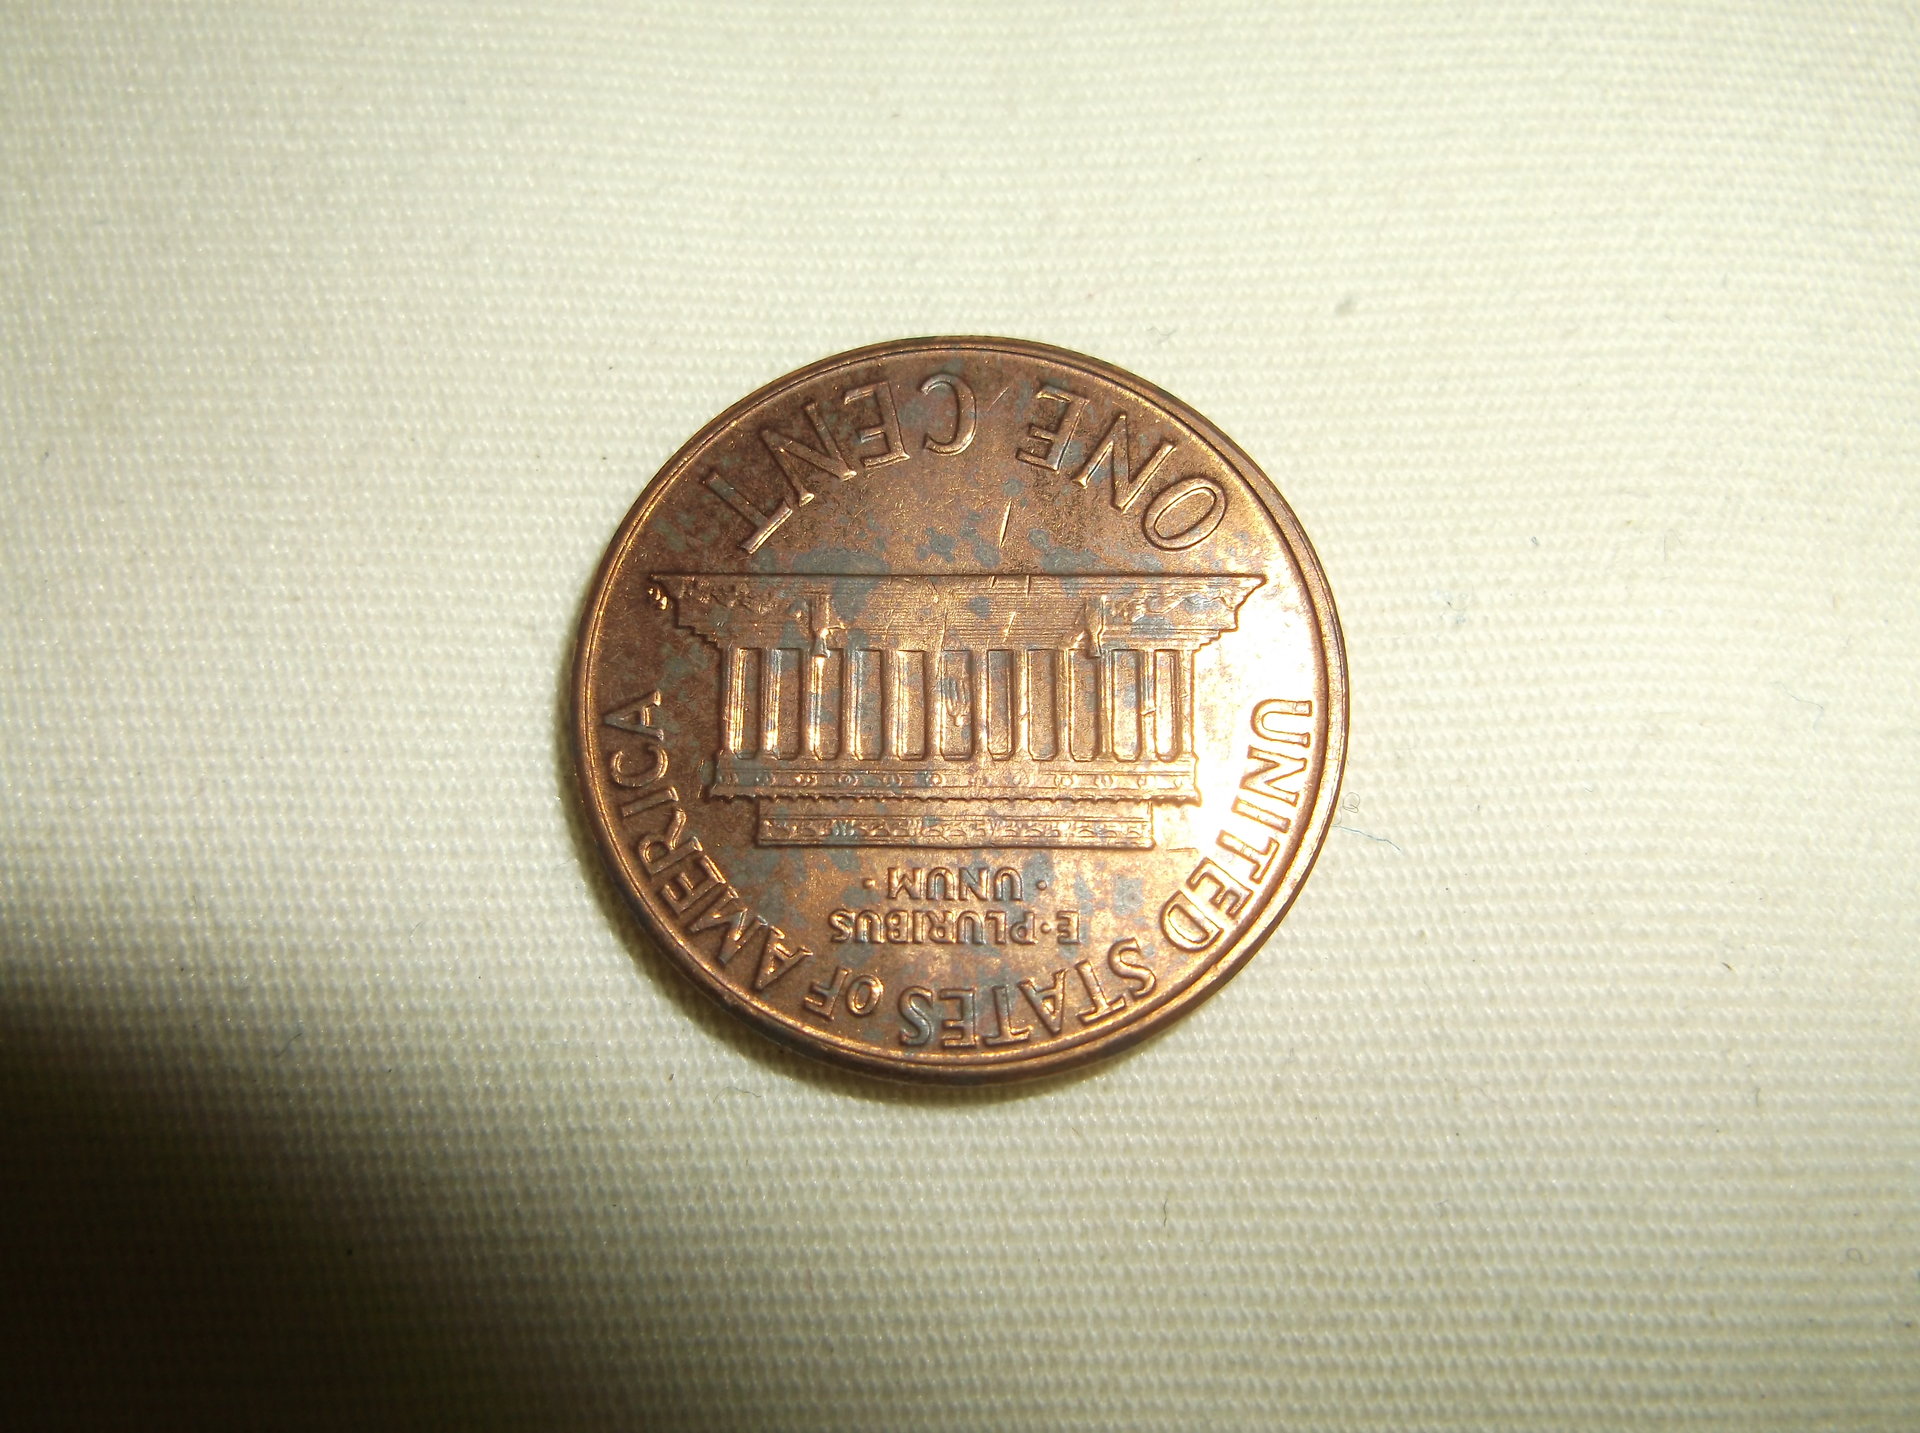 UNITED STATES OF AMERICA
E·PLURIBUS
·UNUM·
ONE CENT